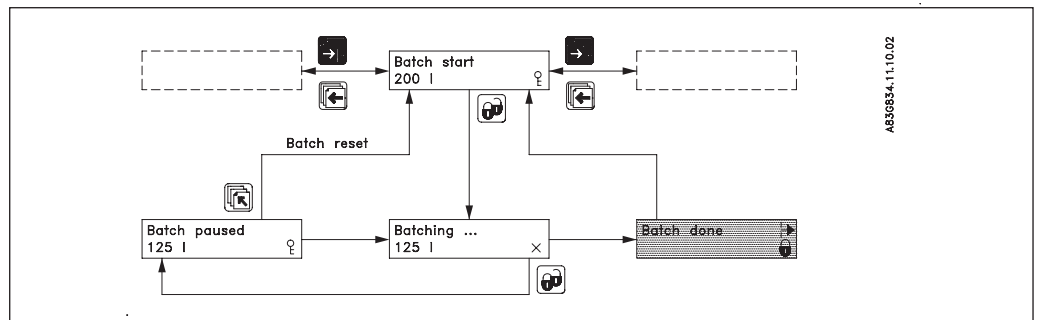 Batch start
200 l
A83G834.11.10.02
Batch reset
Batch paused
125 l
Batching ...
125 l
Batch done